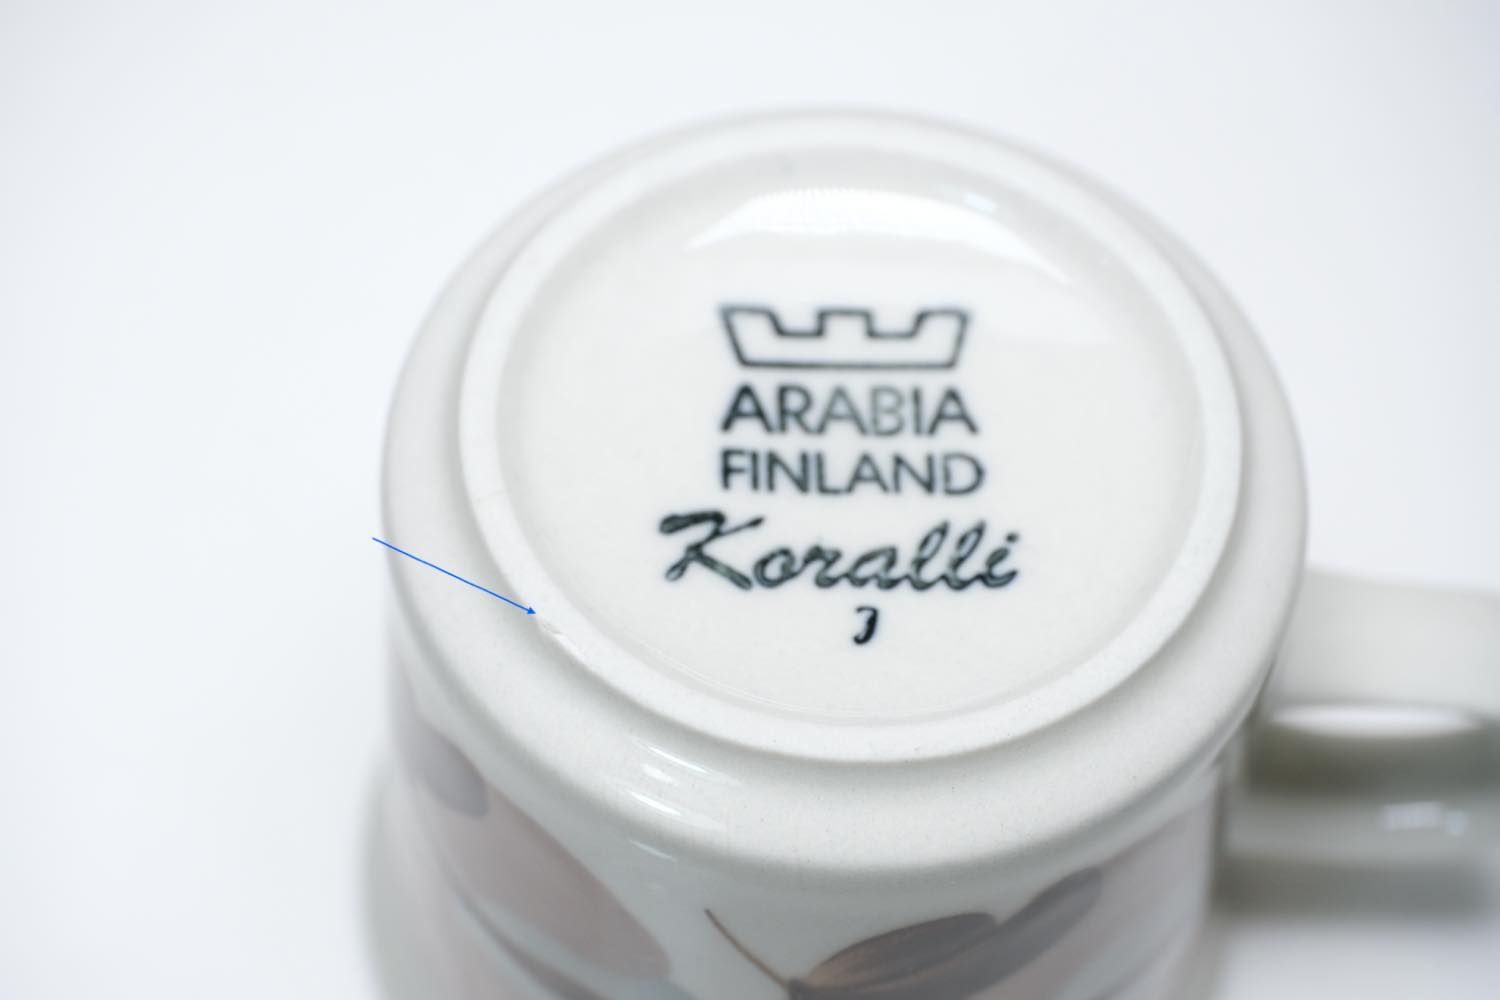 ARABIA
FINLAND
Koralli
J